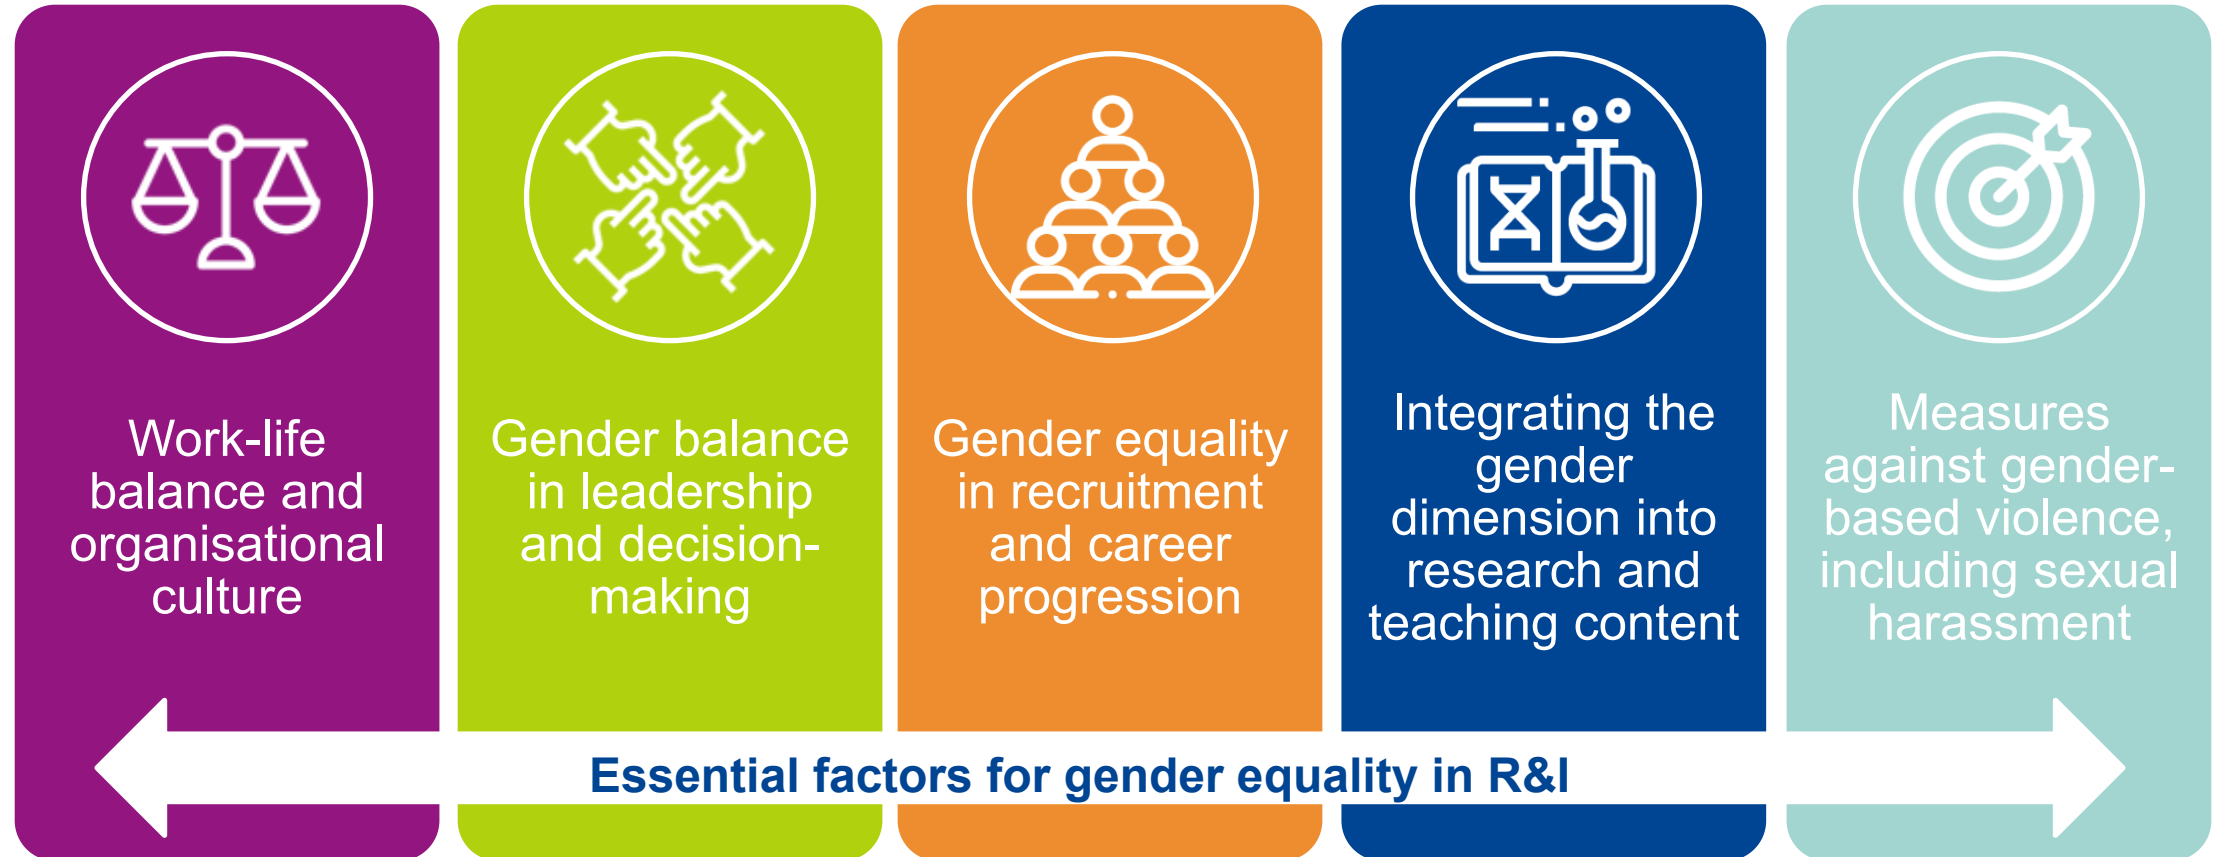 Work-life
balance and
organisational
culture
Gender balance
in leadership
and decision-
making
Gender equality
in recruitment
and career
progression
Integrating the
gender
dimension into
research and
teaching content
Measures
against gender-
based violence,
including sexual
harassment
Essential factors for gender equality in R&I